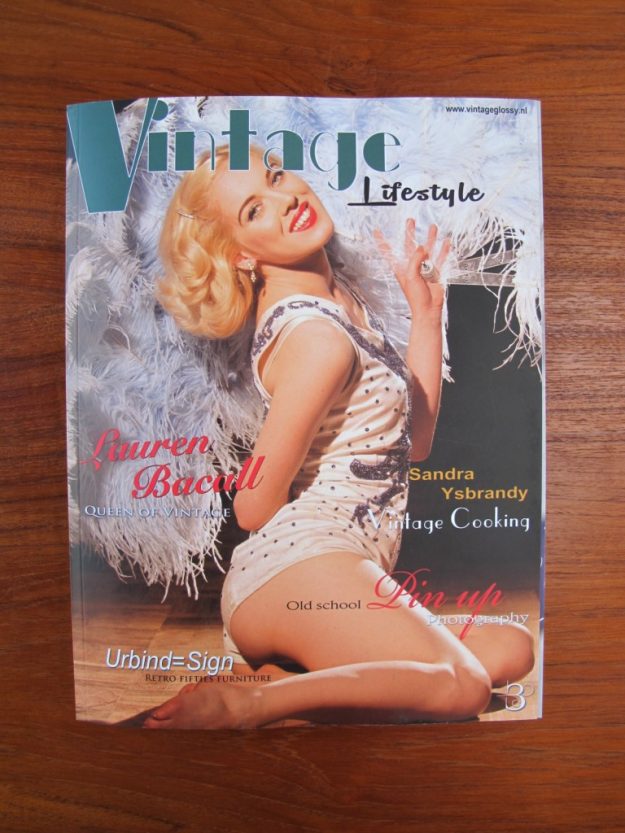 www.vintageglossy.nl
Vintage
Lifestyle
Lauren
Bacall
Queen of Vintage
Sandra
Ysbrandy
Vintage Cooking
Old school Pin up
Photography
Urbind=Sign
Retro fifties furniture
3